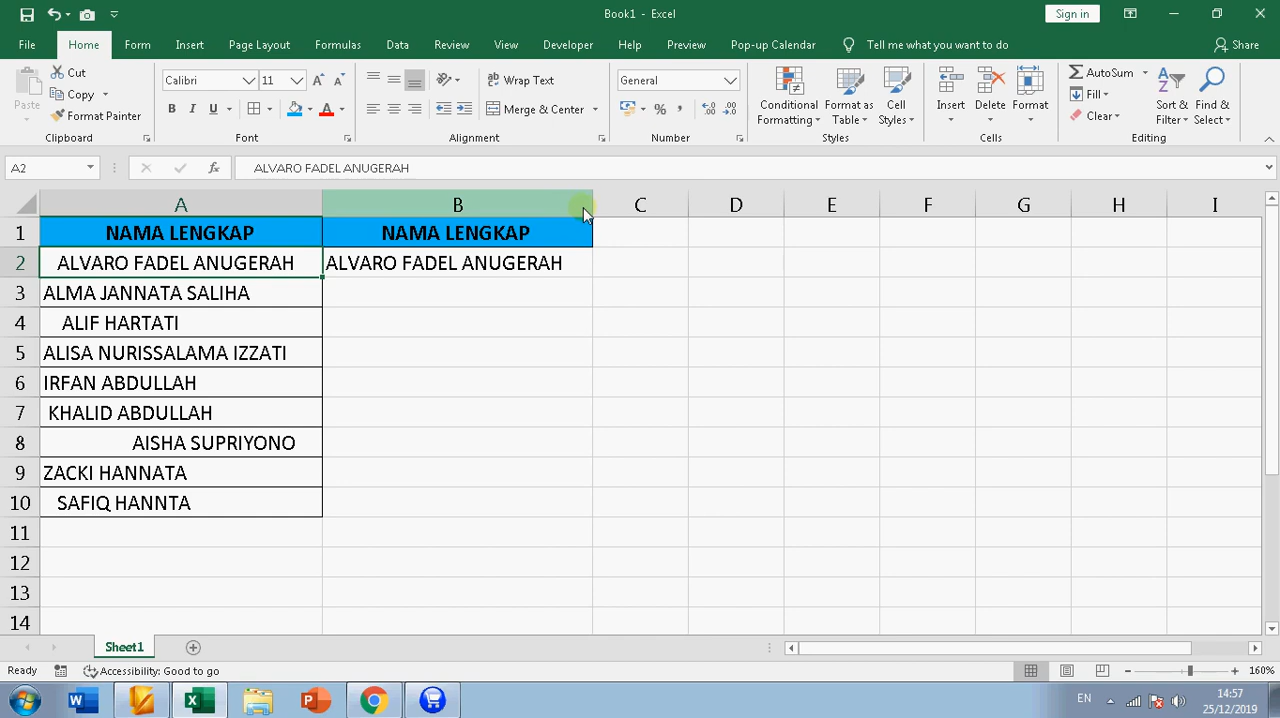 Book1 - Excel
Sign in
File Home Form Insert Page Layout Formulas Data Review View Developer Help Preview Pop-up Calendar Tell me what you want to do Share
Paste
Cut
Copy
Format Painter
Clipboard
Calibri 11
B I U A
Font
Wrap Text
Merge & Center
Alignment
General
% ,
Number
Conditional Formatting
Format as Table
Cell Styles
Styles
Insert
Delete
Format
Cells
AutoSum
Fill
Clear
Sort & Filter
Find & Select
Editing
A2 fx ALVARO FADEL ANUGERAH
A B C D E F G H I
1 NAMA LENGKAP NAMA LENGKAP
2 ALVARO FADEL ANUGERAH ALVARO FADEL ANUGERAH
3 ALMA JANNATA SALIHA
4 ALIF HARTATI
5 ALISA NURISSALAMA IZZATI
6 IRFAN ABDULLAH
7 KHALID ABDULLAH
8 AISHA SUPRIYONO
9 ZACKI HANNATA
10 SAFIQ HANNTA
11
12
13
14
Sheet1
Ready Accessibility: Good to go 160%
EN 14:57
25/12/2019